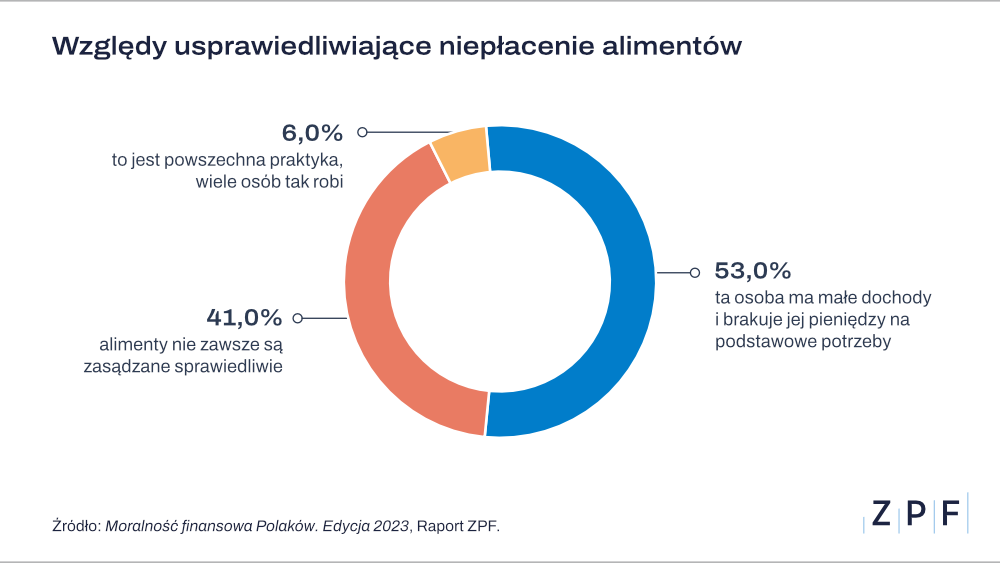 Względy usprawiedliwiające niepłacenie alimentów
6,0%
to jest powszechna praktyka,
wiele osób tak robi
53,0%
ta osoba ma małe dochody
i brakuje jej pieniędzy na
podstawowe potrzeby
41,0%
alimenty nie zawsze są
zasądzane sprawiedliwie
Źródło: Moralność finansowa Polaków. Edycja 2023, Raport ZPF.
ZPF